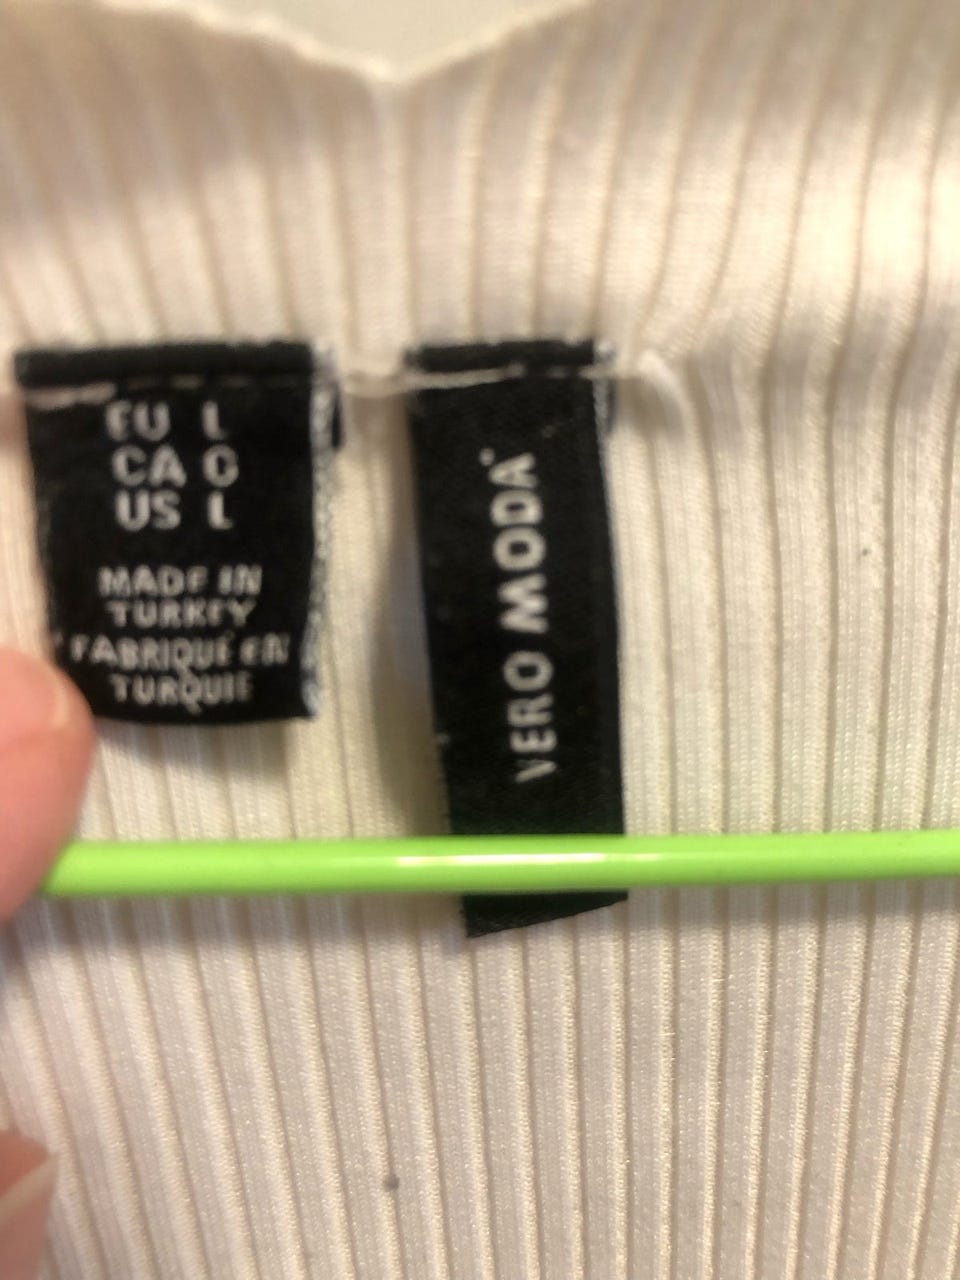 EU L
CA G
US L
MADE IN
TURKEY
FABRIQUÉ EN
TURQUIE
VERO MODA